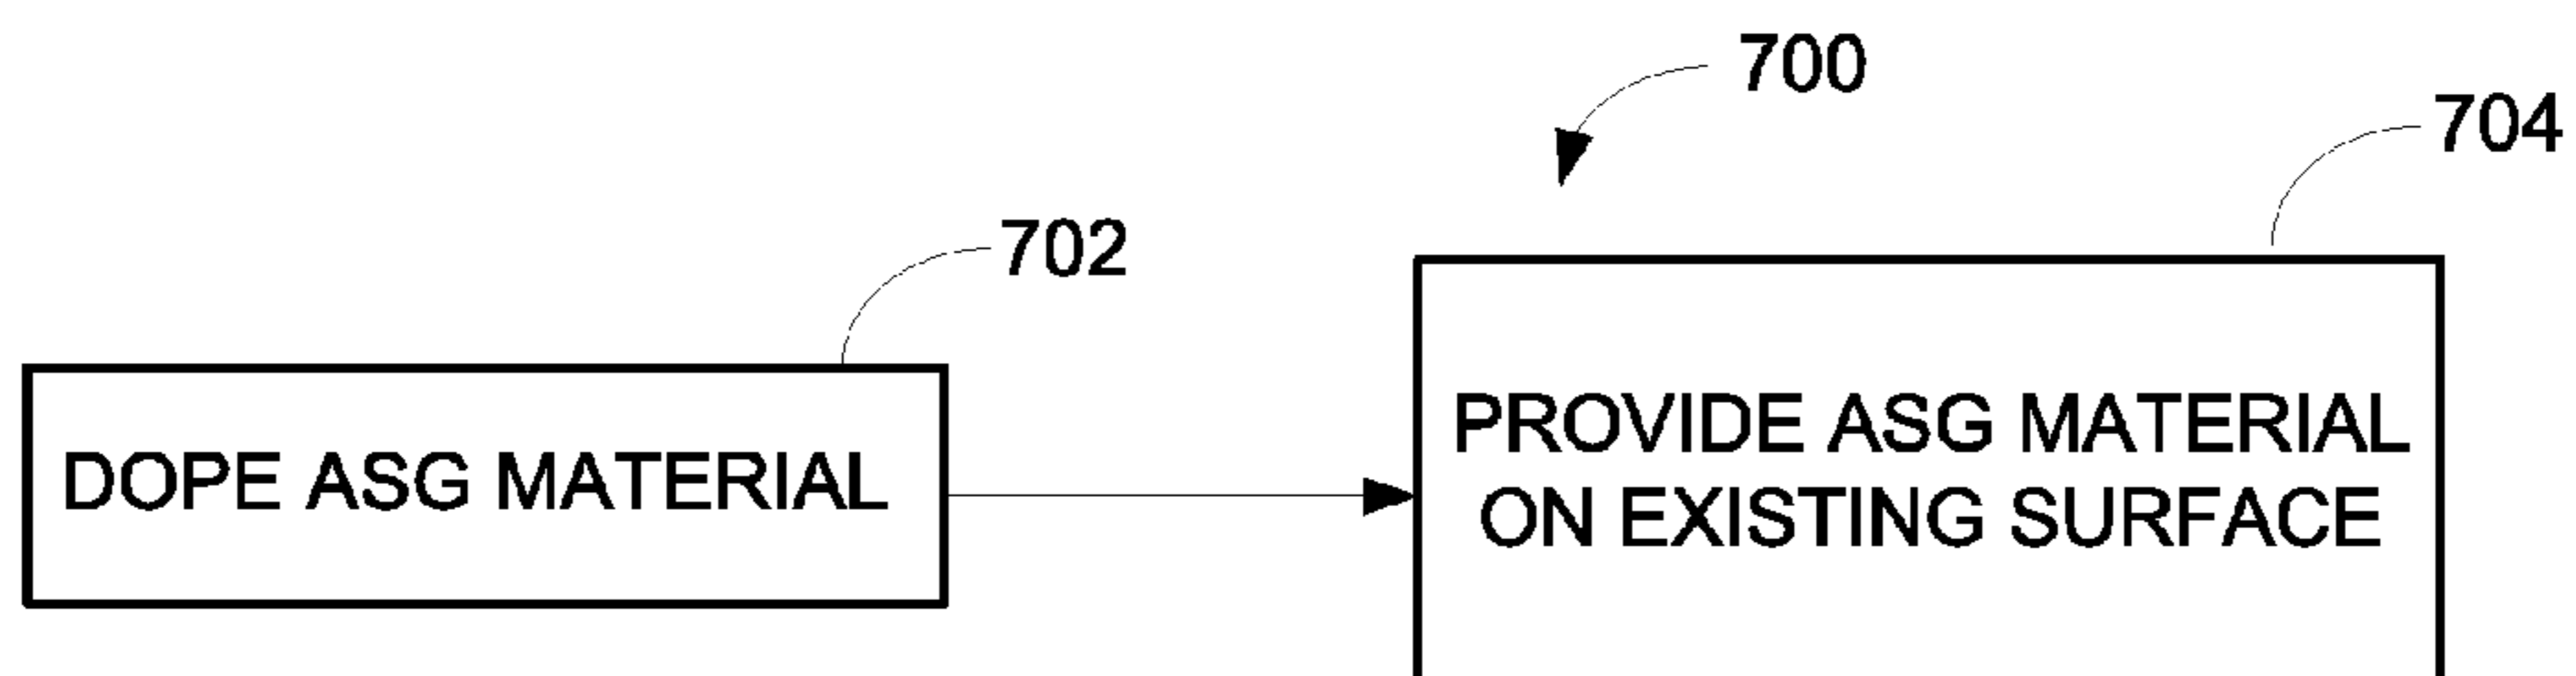 700
704
702
DOPE ASG MATERIAL
PROVIDE ASG MATERIAL
ON EXISTING SURFACE